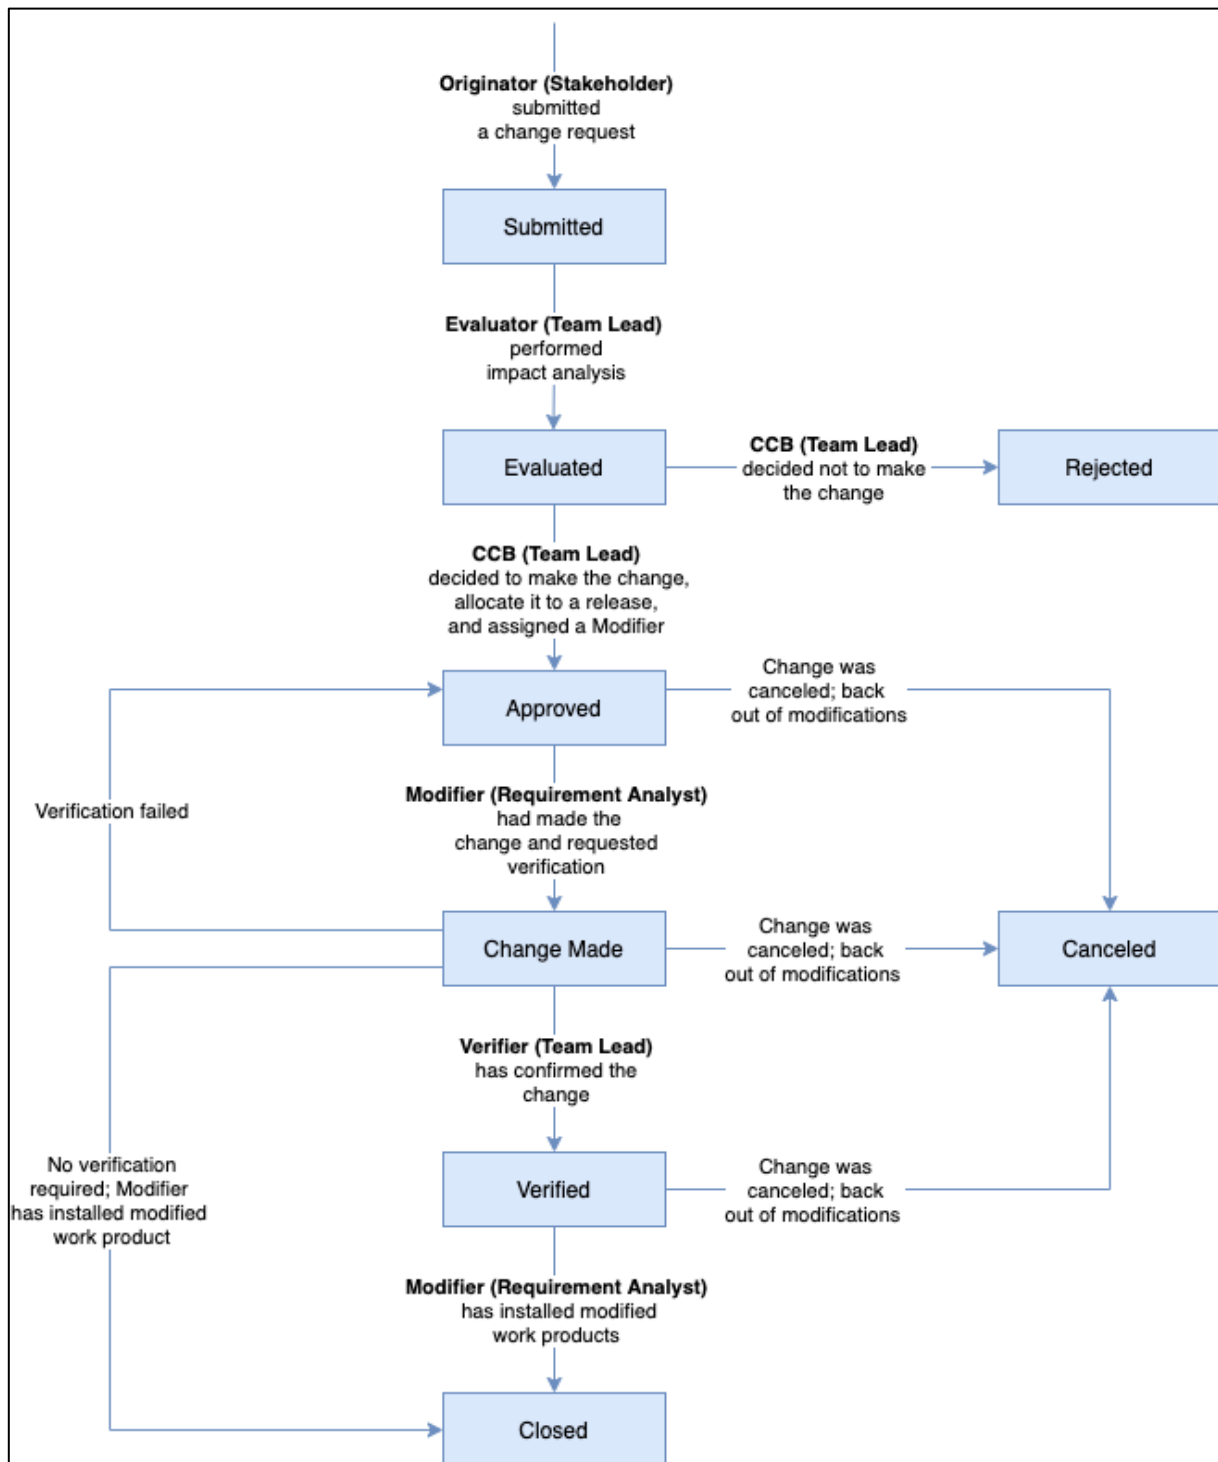 Originator (Stakeholder)
submitted
a change request
Submitted
Evaluator (Team Lead)
performed
impact analysis
Evaluated
CCB (Team Lead)
decided not to make
the change
Rejected
CCB (Team Lead)
decided to make the change,
allocate it to a release,
and assigned a Modifier
Approved
Change was
canceled; back
out of modifications
Verification failed
Modifier (Requirement Analyst)
had made the
change and requested
verification
Change Made
Change was
canceled; back
out of modifications
Canceled
Verifier (Team Lead)
has confirmed the
change
No verification
required; Modifier
has installed modified
work product
Verified
Change was
canceled; back
out of modifications
Modifier (Requirement Analyst)
has installed modified
work products
Closed